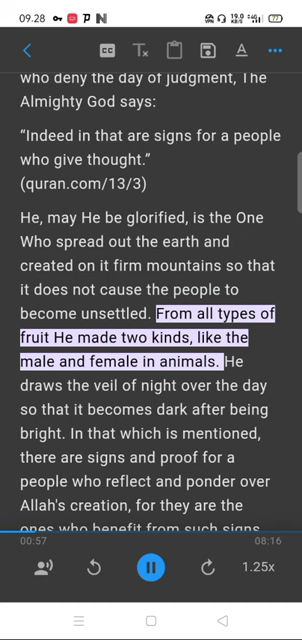 09.28
19.0
KB/S
CC
A
who deny the day of judgment, The
Almighty God says:
“Indeed in that are signs for a people
who give thought.”
(quran.com/13/3)
He, may He be glorified, is the One
Who spread out the earth and
created on it firm mountains so that
it does not cause the people to
become unsettled. From all types of
fruit He made two kinds, like the
male and female in animals. He
draws the veil of night over the day
so that it becomes dark after being
bright. In that which is mentioned,
there are signs and proof for a
people who reflect and ponder over
Allah's creation, for they are the
ones who benefit from such signs
00:57
08:16
1.25x